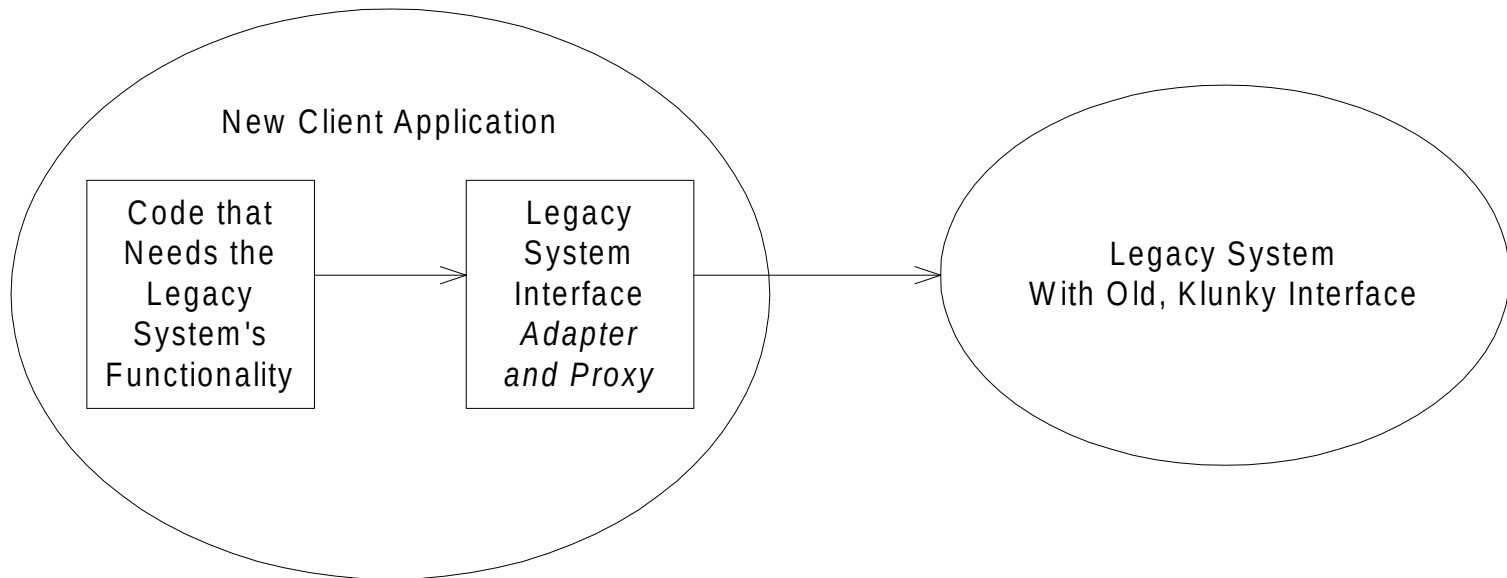 New Client Application
Code that
Needs the
Legacy
System's
Functionality
Legacy
System
Interface
Adapter
and Proxy
Legacy System
With Old, Klunky Interface